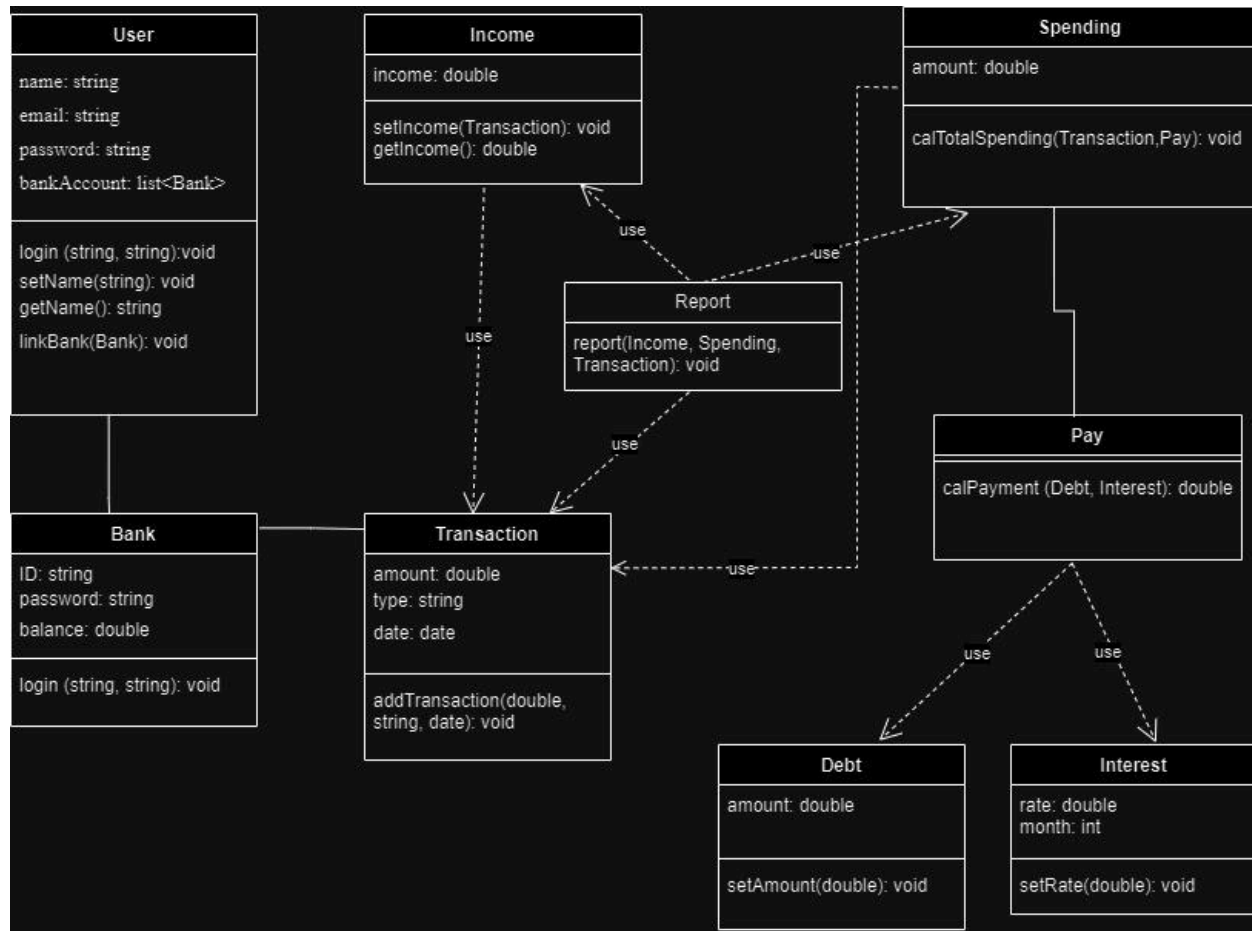 User
name: string
email: string
password: string
bankAccount: list<Bank>
login (string, string):void
setName(string): void
getName(): string
linkBank(Bank): void
Income
income: double
setIncome(Transaction): void
getIncome(): double
Spending
amount: double
calTotalSpending(Transaction,Pay): void
use
use
Report
report(Income, Spending,
Transaction): void
use
use
Pay
calPayment (Debt, Interest): double
Bank
ID: string
password: string
balance: double
login (string, string): void
Transaction
amount: double
type: string
date: date
addTransaction(double,
string, date): void
use
use
use
Debt
amount: double
setAmount(double): void
Interest
rate: double
month: int
setRate(double): void